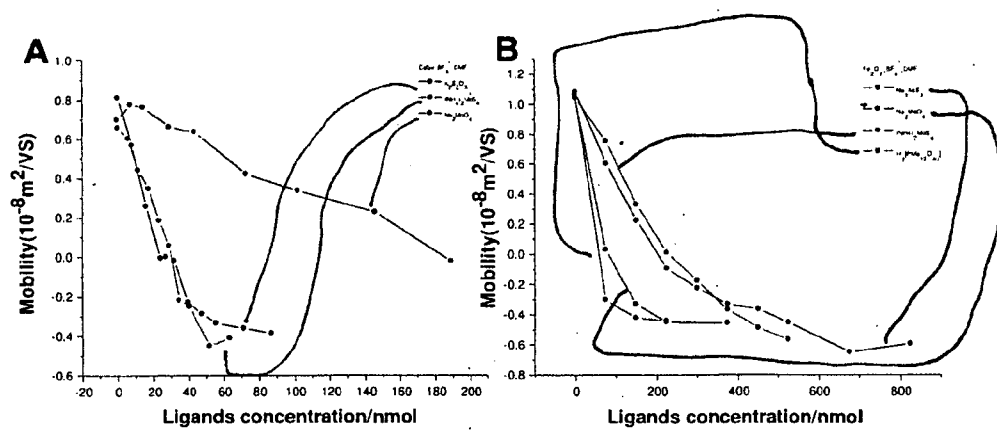 A
B
Mobility(10⁻⁸m²/VS)
0.8
0.6
0.4
0.2
0.0
-0.2
-0.4
-0.6
-20 0 20 40 60 80 100 120 140 160 180 200
Ligands concentration/nmol
Mobility(10⁻⁸m²/VS)
1.2
1.0
0.8
0.6
0.4
0.2
0.0
-0.2
-0.4
-0.6
-0.8
0 200 400 600 800
Ligands concentration/nmol